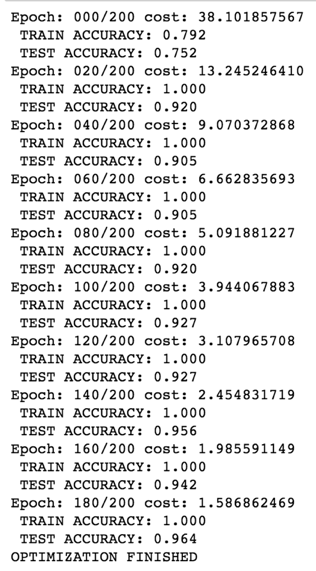 Epoch: 000/200 cost: 38.101857567
TRAIN ACCURACY: 0.792
TEST ACCURACY: 0.752
Epoch: 020/200 cost: 13.245246410
TRAIN ACCURACY: 1.000
TEST ACCURACY: 0.920
Epoch: 040/200 cost: 9.070372868
TRAIN ACCURACY: 1.000
TEST ACCURACY: 0.905
Epoch: 060/200 cost: 6.662835693
TRAIN ACCURACY: 1.000
TEST ACCURACY: 0.905
Epoch: 080/200 cost: 5.091881227
TRAIN ACCURACY: 1.000
TEST ACCURACY: 0.920
Epoch: 100/200 cost: 3.944067883
TRAIN ACCURACY: 1.000
TEST ACCURACY: 0.927
Epoch: 120/200 cost: 3.107965708
TRAIN ACCURACY: 1.000
TEST ACCURACY: 0.927
Epoch: 140/200 cost: 2.454831719
TRAIN ACCURACY: 1.000
TEST ACCURACY: 0.956
Epoch: 160/200 cost: 1.985591149
TRAIN ACCURACY: 1.000
TEST ACCURACY: 0.942
Epoch: 180/200 cost: 1.586862469
TRAIN ACCURACY: 1.000
TEST ACCURACY: 0.964
OPTIMIZATION FINISHED